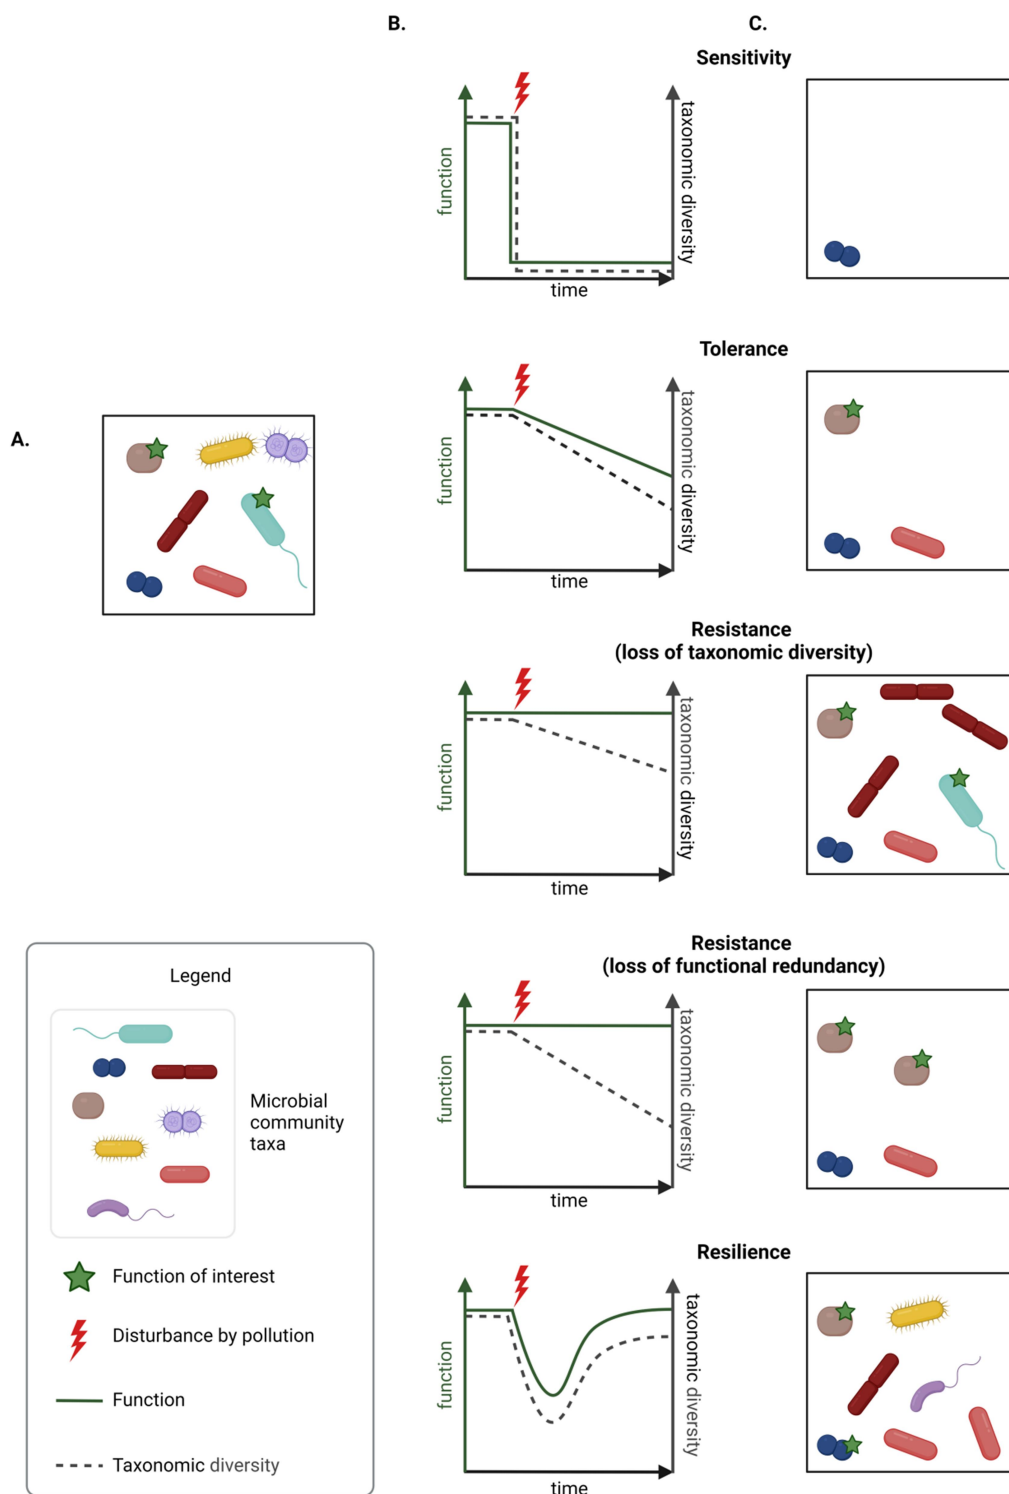 B.
C.
Sensitivity
function
taxonomic diversity
time
Tolerance
function
taxonomic diversity
time
A.
Resistance
(loss of taxonomic diversity)
function
taxonomic diversity
time
Resistance
(loss of functional redundancy)
function
taxonomic diversity
time
Resilience
function
taxonomic diversity
time
Legend
Microbial
community
taxa
Function of interest
Disturbance by pollution
Function
Taxonomic diversity